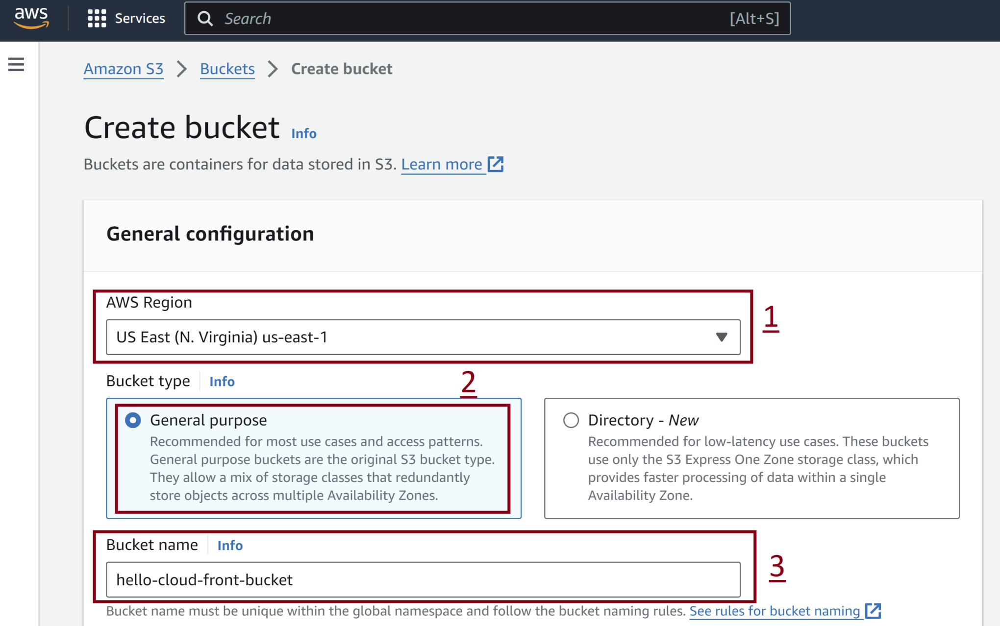 aws Services Search [Alt+S]
Amazon S3 > Buckets > Create bucket
Create bucket Info
Buckets are containers for data stored in S3. Learn more
General configuration
AWS Region
US East (N. Virginia) us-east-1
1
Bucket type Info
2
General purpose
Recommended for most use cases and access patterns.
General purpose buckets are the original S3 bucket type.
They allow a mix of storage classes that redundantly
store objects across multiple Availability Zones.
Directory - New
Recommended for low-latency use cases. These buckets
use only the S3 Express One Zone storage class, which
provides faster processing of data within a single
Availability Zone.
Bucket name Info
hello-cloud-front-bucket
3
Bucket name must be unique within the global namespace and follow the bucket naming rules. See rules for bucket naming